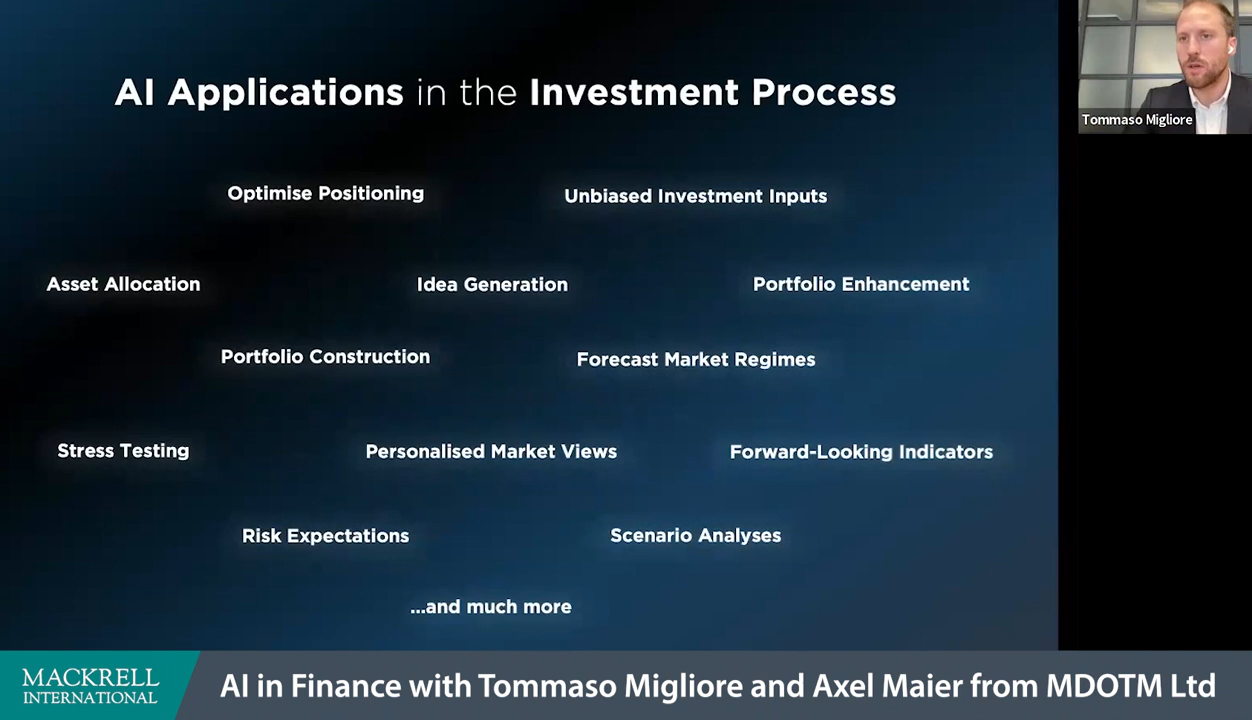 AI Applications in the Investment Process
Tommaso Migliore
Optimise Positioning
Unbiased Investment Inputs
Asset Allocation
Idea Generation
Portfolio Enhancement
Portfolio Construction
Forecast Market Regimes
Stress Testing
Personalised Market Views
Forward-Looking Indicators
Risk Expectations
Scenario Analyses
...and much more
MACKRELL
INTERNATIONAL
AI in Finance with Tommaso Migliore and Axel Maier from MDOTM Ltd